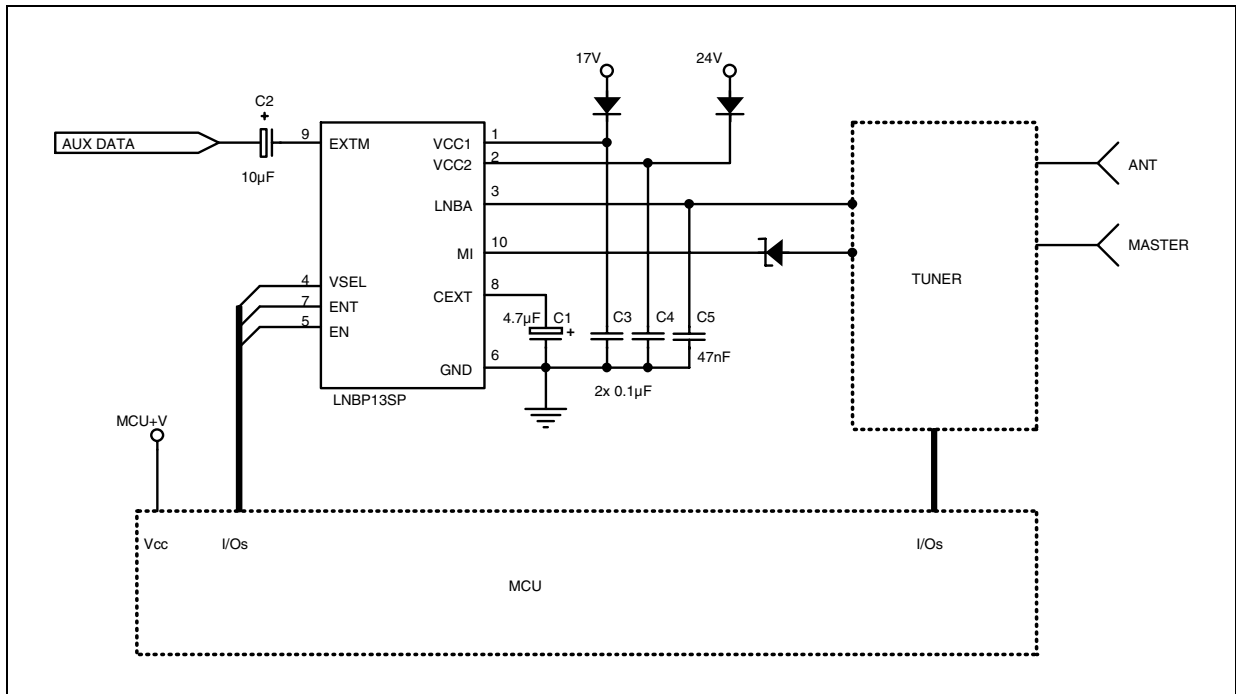 17V
24V
C2
+
AUX DATA
10µF
9
EXTM
VCC1
1
VCC2
2
LNBA
3
MI
10
CEXT
8
GND
6
4
VSEL
7
ENT
5
EN
LNBP13SP
4.7µF
C1
+
C3
C4
C5
47nF
2x 0.1µF
ANT
MASTER
TUNER
MCU+V
Vcc
I/Os
I/Os
MCU